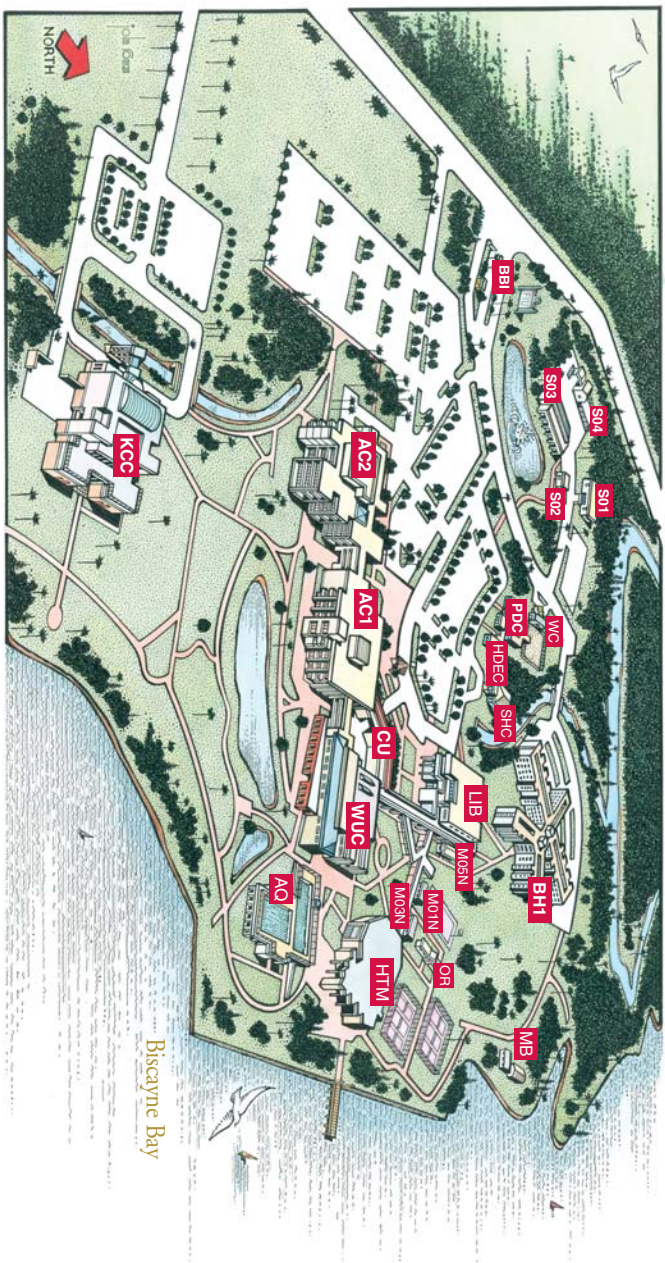 NORTH
BBI
S03
S04
S01
S02
WC
PDC
HDEC
SHC
KCC
AC2
AC1
CU
WUC
LIB
M05N
BH1
M01N
M03N
OR
AQ
HTM
MB
Biscayne Bay